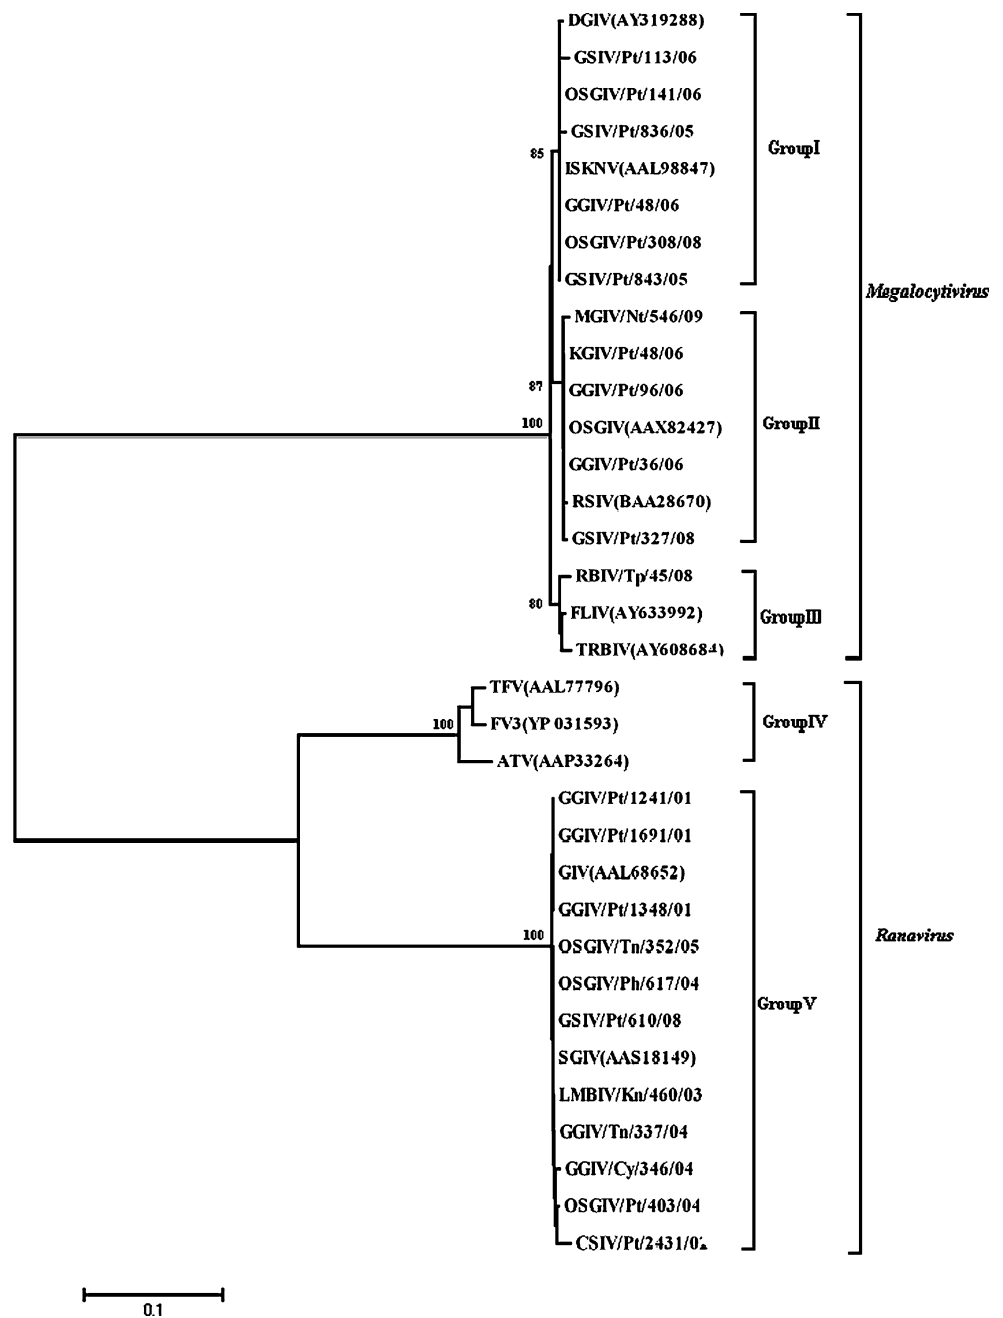 DGIV(AY319288)
GSIV/Pt/113/06
OSGIV/Pt/141/06
GSIV/Pt/836/05
GroupI
85
ISKNV(AAL98847)
GGIV/Pt/48/06
OSGIV/Pt/308/08
GSIV/Pt/843/05
Megalocytivirus
MGIV/Nt/546/09
KGIV/Pt/48/06
87
GGIV/Pt/96/06
100
OSGIV(AAX82427)
GroupII
GGIV/Pt/36/06
RSIV(BAA28670)
GSIV/Pt/327/08
RBIV/Tp/45/08
80
FLIV(AY633992)
GroupIII
TRBIV(AY608684)
TFV(AAL77796)
100
FV3(YP 031593)
GroupIV
ATV(AAP33264)
GGIV/Pt/1241/01
GGIV/Pt/1691/01
GIV(AAL68652)
GGIV/Pt/1348/01
100
OSGIV/Tn/352/05
Ranavirus
OSGIV/Ph/617/04
GroupV
GSIV/Pt/610/08
SGIV(AAS18149)
LMBIV/Kn/460/03
GGIV/Tn/337/04
GGIV/Cy/346/04
OSGIV/Pt/403/04
0.1